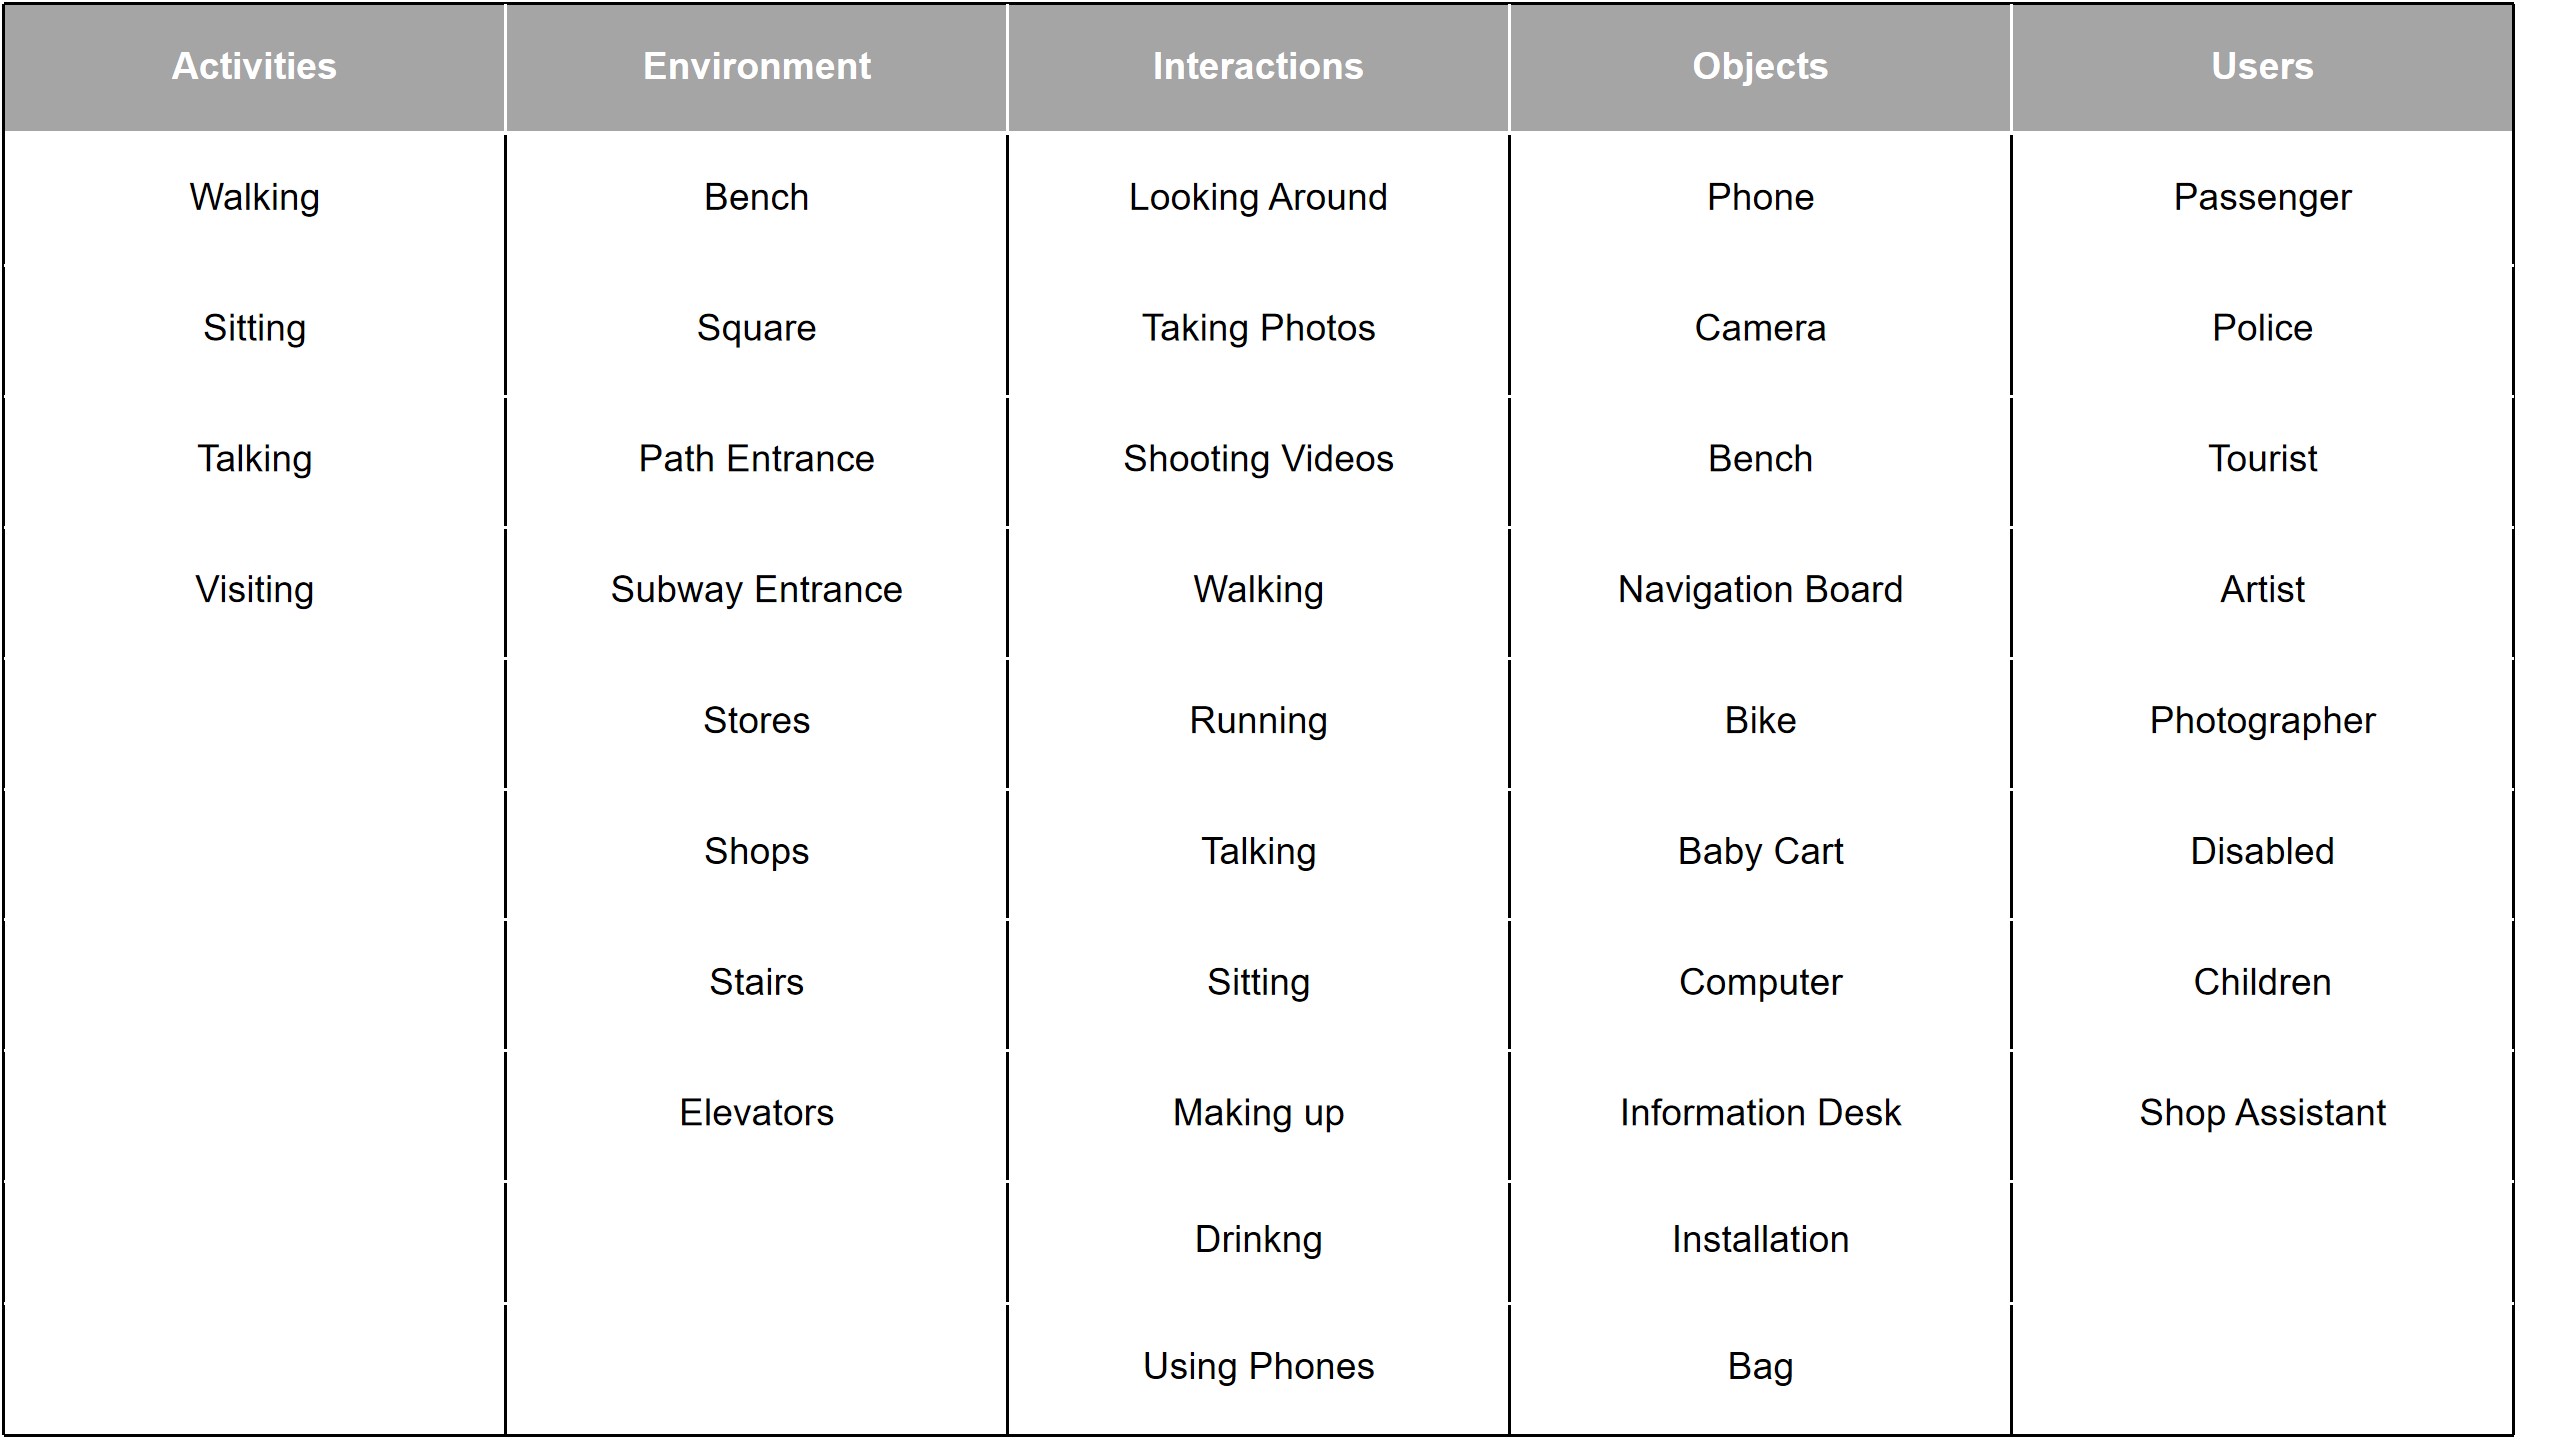 Activities Environment Interactions Objects Users
Walking Bench Looking Around Phone Passenger
Sitting Square Taking Photos Camera Police
Talking Path Entrance Shooting Videos Bench Tourist
Visiting Subway Entrance Walking Navigation Board Artist
Stores Running Bike Photographer
Shops Talking Baby Cart Disabled
Stairs Sitting Computer Children
Elevators Making up Information Desk Shop Assistant
Drinkng Installation
Using Phones Bag